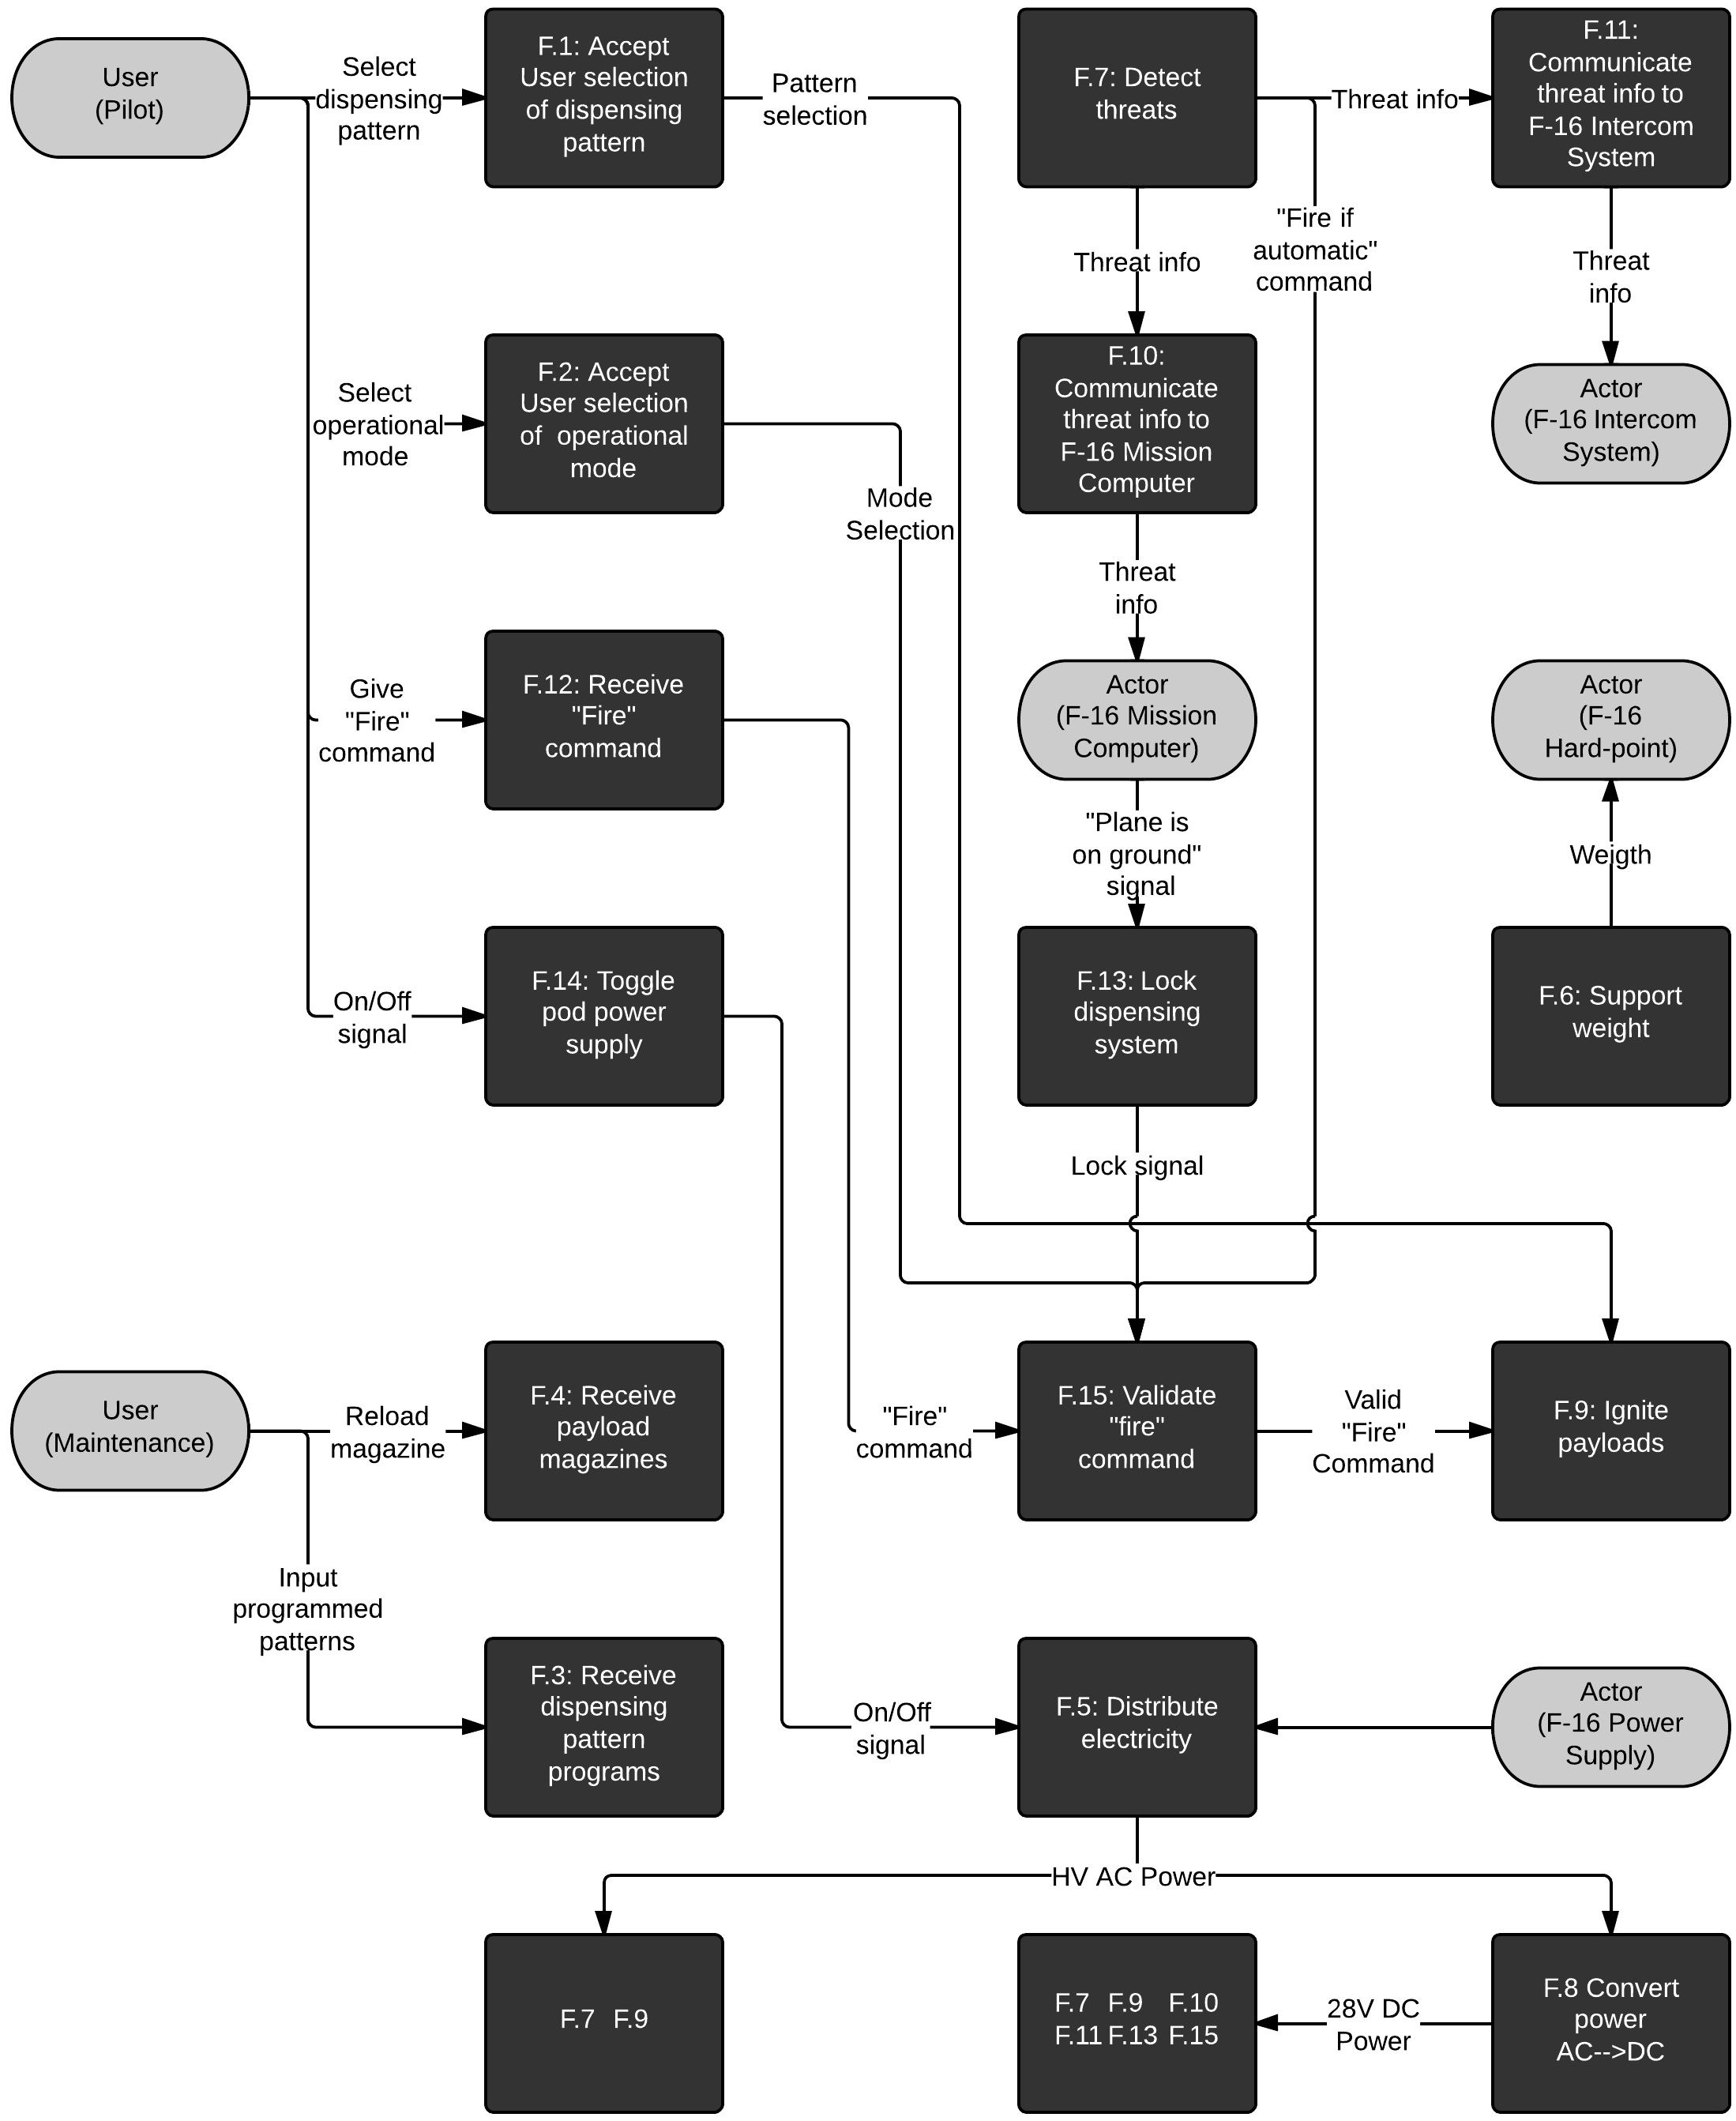 User
(Pilot)
Select
dispensing
pattern
F.1: Accept
User selection
of dispensing
pattern
Pattern
selection
F.7: Detect
threats
Threat info
F.11:
Communicate
threat info to
F-16 Intercom
System
"Fire if
automatic"
command
Threat info
Threat
info
Select
operational
mode
F.2: Accept
User selection
of  operational
mode
Mode
Selection
F.10:
Communicate
threat info to
F-16 Mission
Computer
Actor
(F-16 Intercom
System)
Threat
info
Give
"Fire"
command
F.12: Receive
"Fire"
command
Actor
(F-16 Mission
Computer)
Actor
(F-16
Hard-point)
"Plane is
on ground"
signal
Weigth
On/Off
signal
F.14: Toggle
pod power
supply
F.13: Lock
dispensing
system
F.6: Support
weight
Lock signal
User
(Maintenance)
Reload
magazine
F.4: Receive
payload
magazines
"Fire"
command
F.15: Validate
"fire"
command
Valid
"Fire"
Command
F.9: Ignite
payloads
Input
programmed
patterns
F.3: Receive
dispensing
pattern
programs
On/Off
signal
F.5: Distribute
electricity
Actor
(F-16 Power
Supply)
HV AC Power
F.7 F.9
F.7 F.9 F.10
F.11 F.13 F.15
28V DC
Power
F.8 Convert
power
AC-->DC